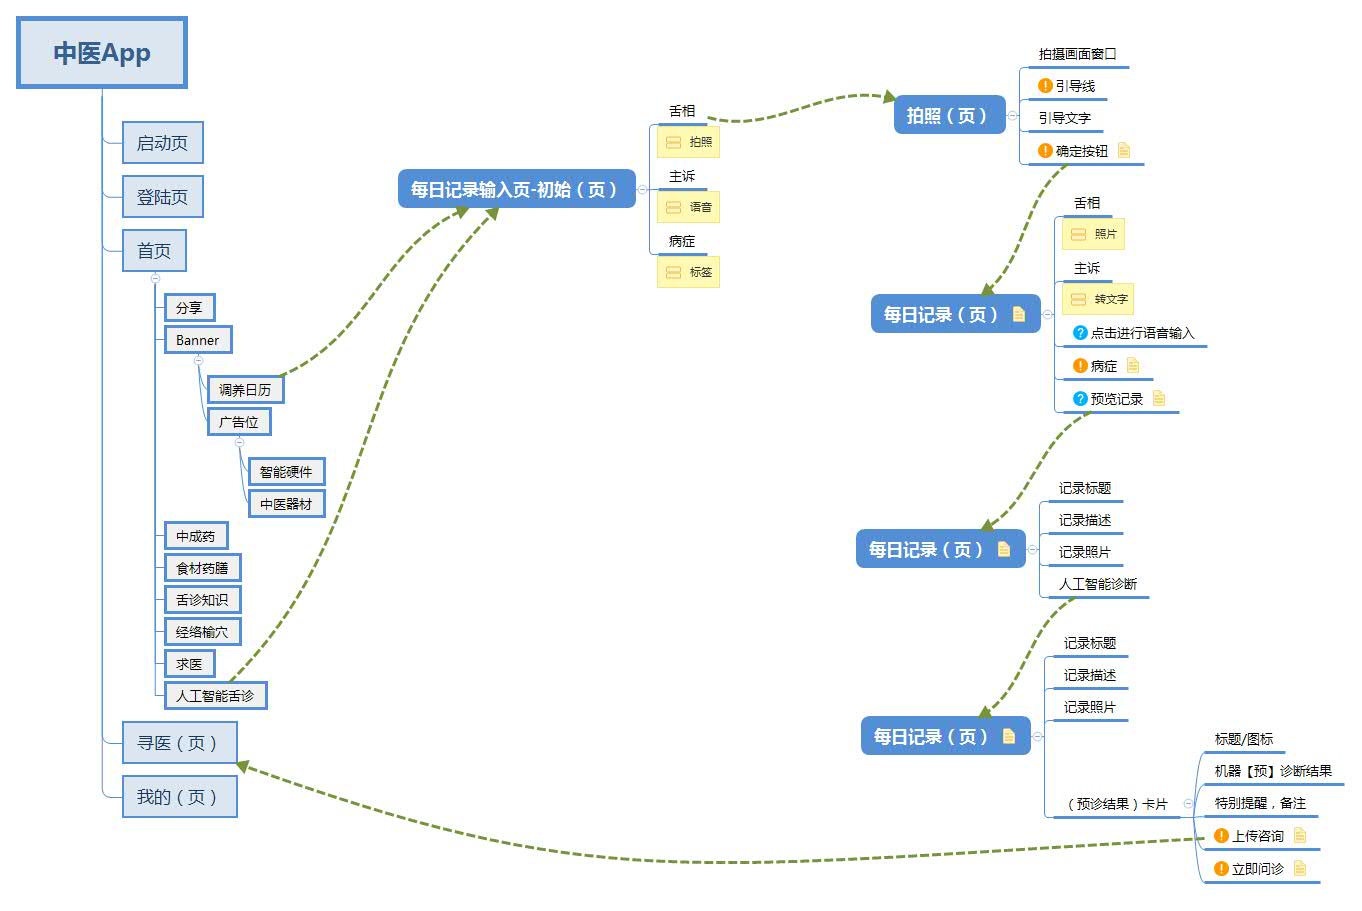 中医App
启动页
登陆页
首页
分享
Banner
调养日历
广告位
智能硬件
中医器材
中成药
食材药膳
舌诊知识
经络榆穴
求医
人工智能舌诊
寻医（页）
我的（页）
每日记录输入页-初始（页）
舌相
拍照
主诉
语音
病症
标签
拍照（页）
拍摄画面窗口
引导线
引导文字
确定按钮
每日记录（页）
舌相
照片
主诉
转文字
点击进行语音输入
病症
预览记录
每日记录（页）
记录标题
记录描述
记录照片
人工智能诊断
每日记录（页）
记录标题
记录描述
记录照片
（预诊结果）卡片
标题/图标
机器【预】诊断结果
特别提醒，备注
上传咨询
立即问诊